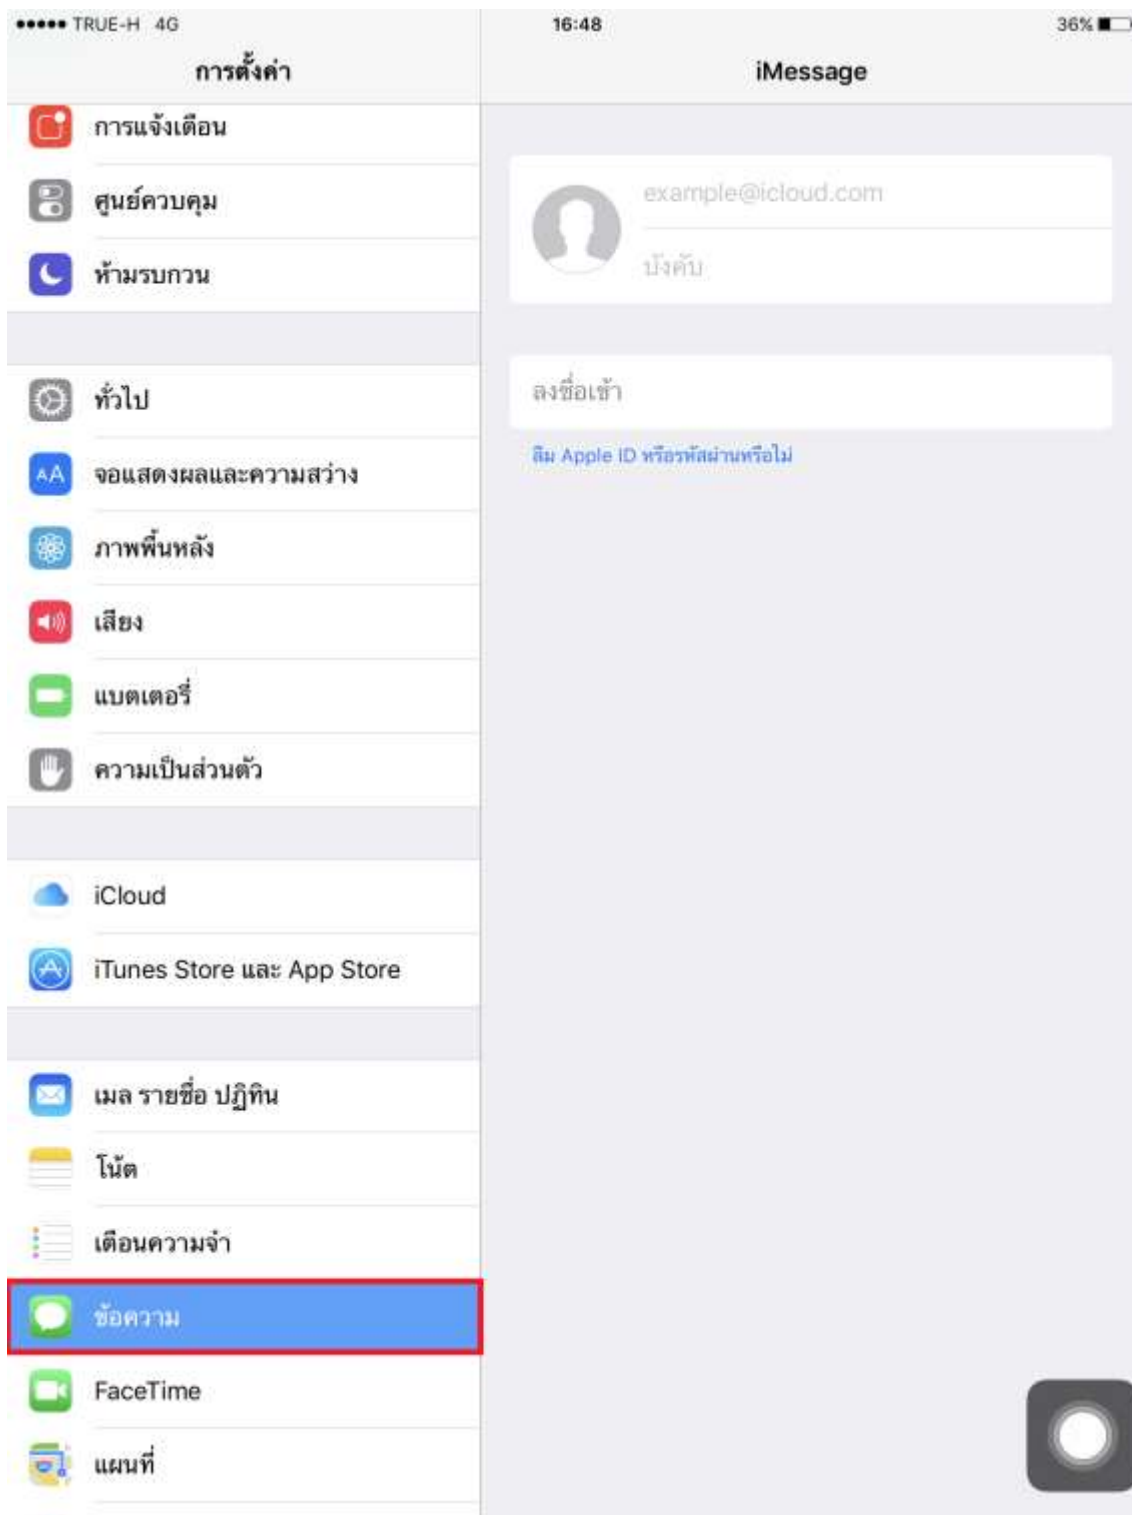 TRUE-H 4G
16:48
36%
การตั้งค่า
iMessage
การแจ้งเตือน
ศูนย์ควบคุม
ห้ามรบกวน
ทั่วไป
จอแสดงผลและความสว่าง
ภาพพื้นหลัง
เสียง
แบตเตอรี่
ความเป็นส่วนตัว
iCloud
iTunes Store และ App Store
เมล รายชื่อ ปฏิทิน
โน้ต
เตือนความจำ
ข้อความ
FaceTime
แผนที่
example@icloud.com
บังคับ
ลงชื่อเข้า
ลืม Apple ID หรือรหัสผ่านหรือไม่